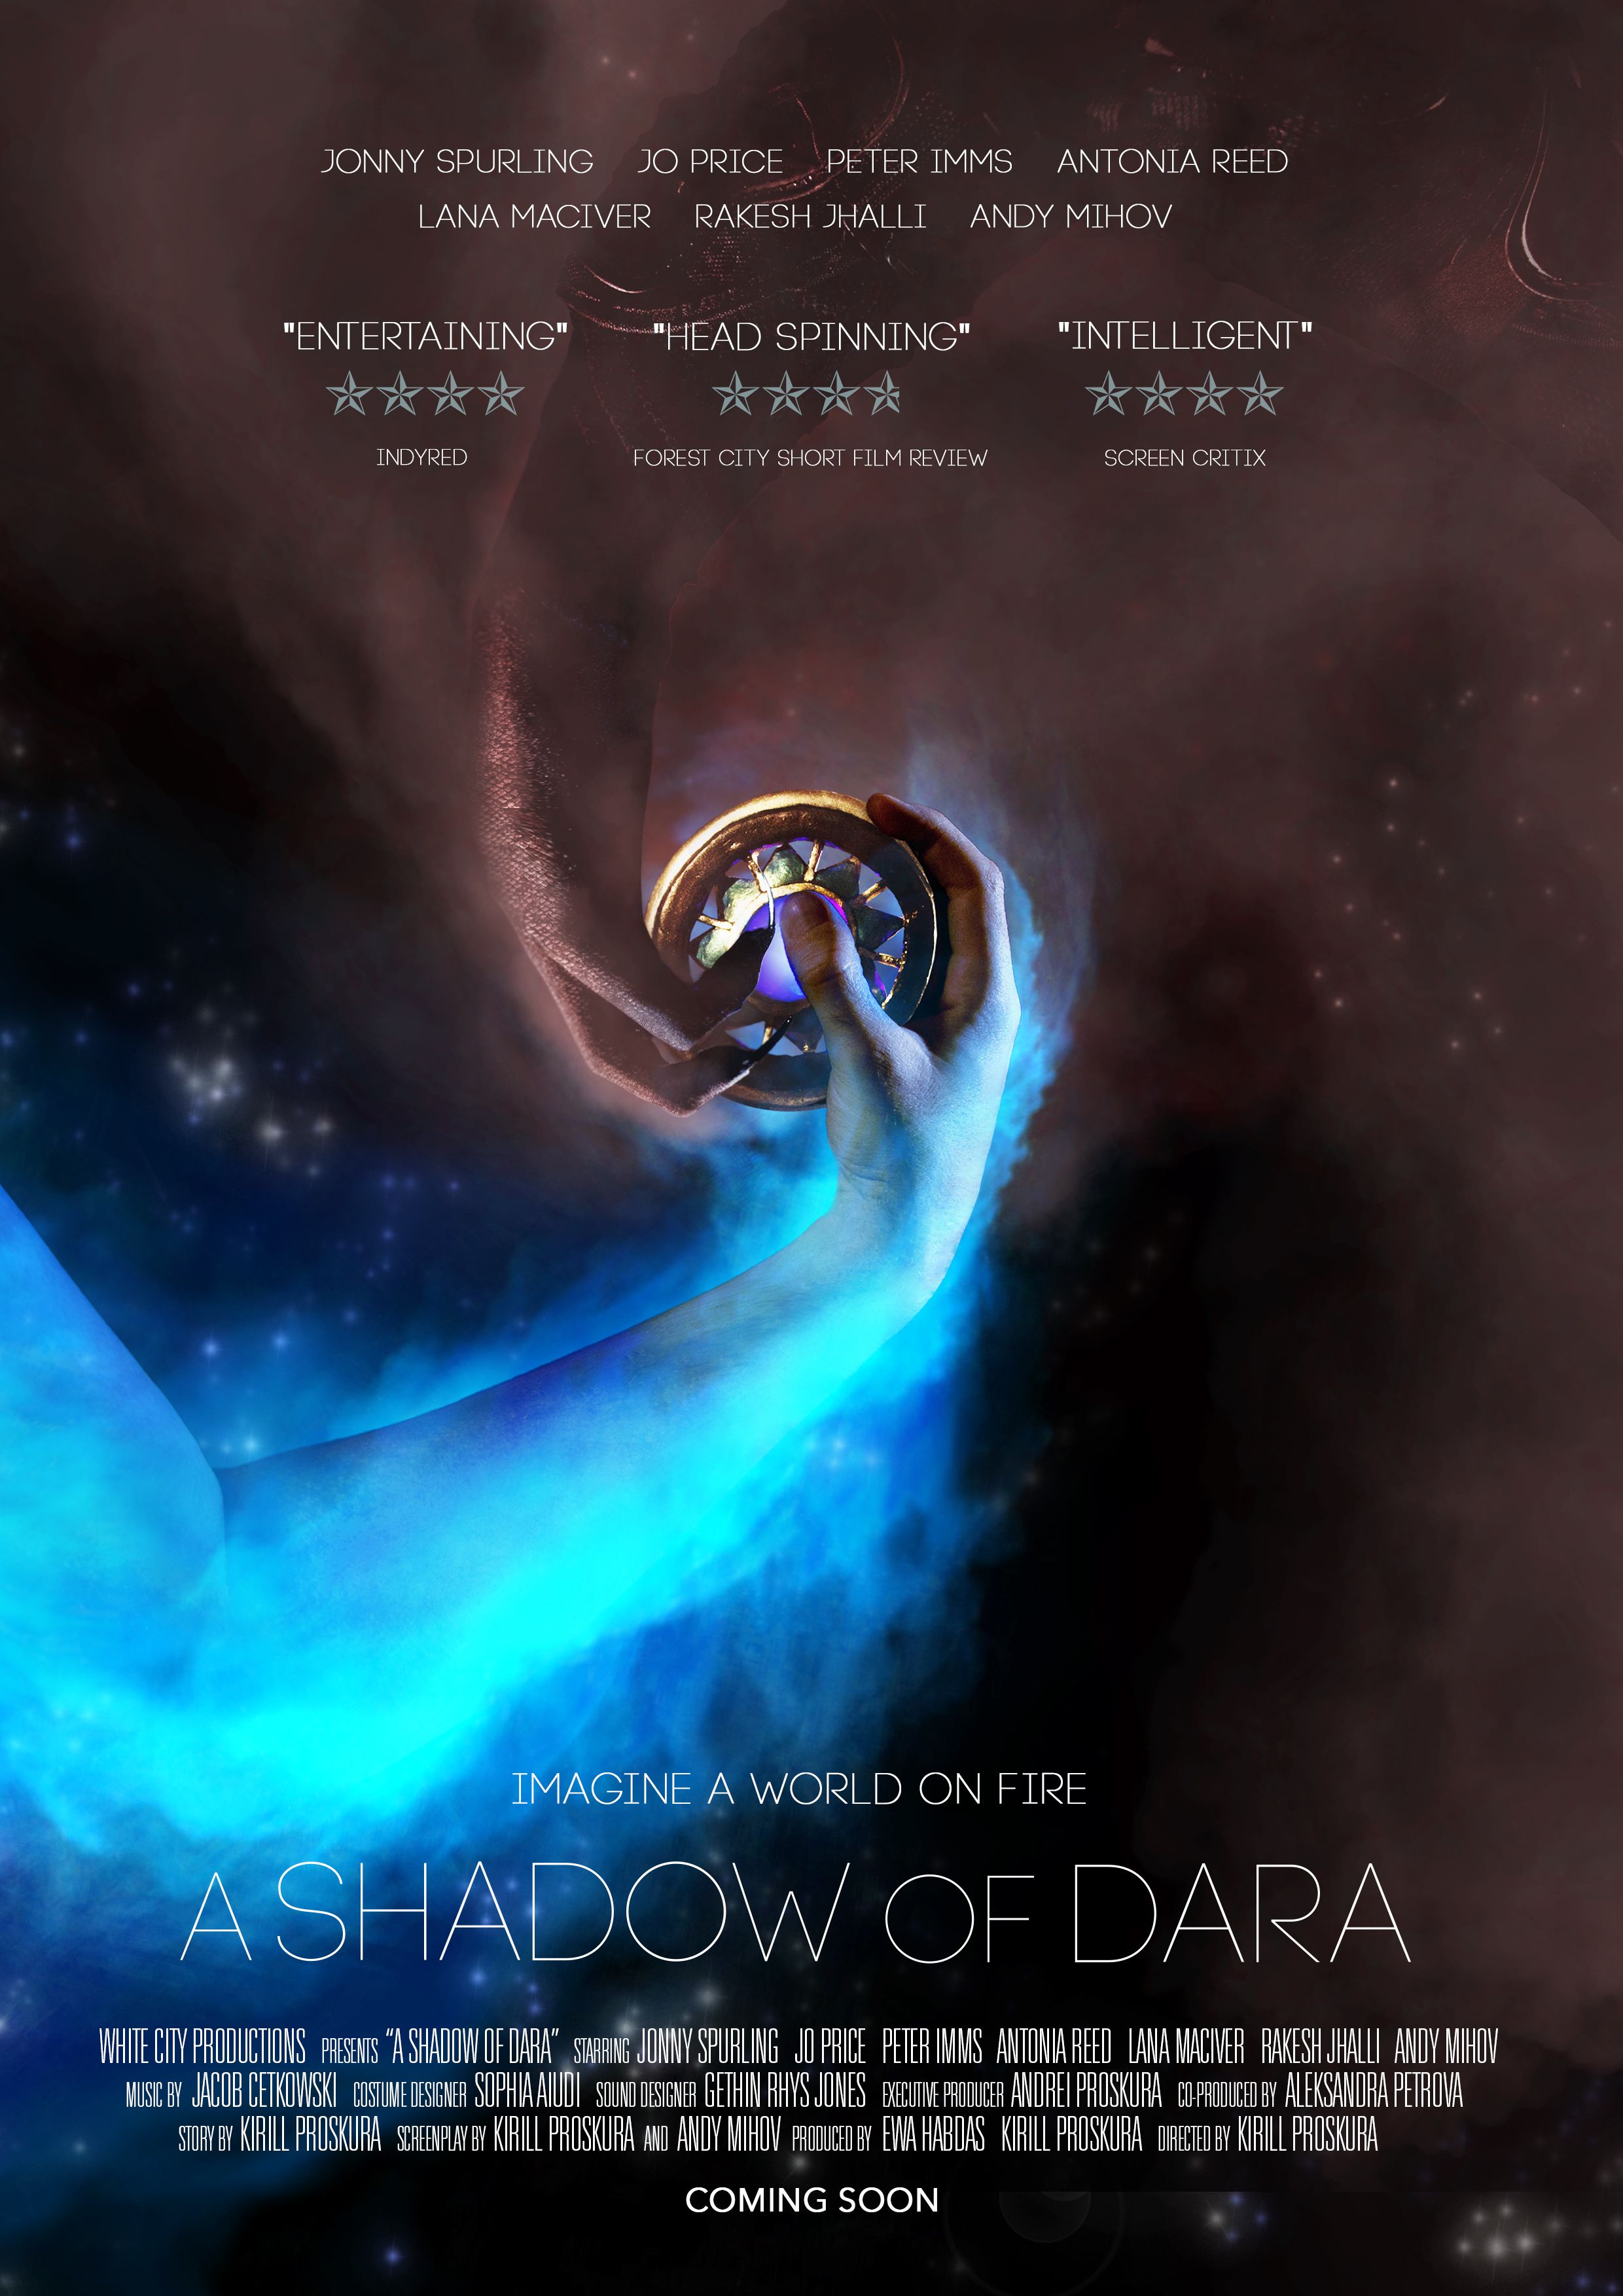 JONNY SPURLING JO PRICE PETER IMMS ANTONIA REED
LANA MACIVER RAKESH JHALLI ANDY MIHOV
"ENTERTAINING" "HEAD SPINNING" "INTELLIGENT"
INDYRED FOREST CITY SHORT FILM REVIEW SCREEN CRITIX
IMAGINE A WORLD ON FIRE
A SHADOW OF DARA
WHITE CITY PRODUCTIONS PRESENTS “A SHADOW OF DARA” STARRING JONNY SPURLING JO PRICE PETER IMMS ANTONIA REED LANA MACIVER RAKESH JHALLI ANDY MIHOV
MUSIC BY JACOB CETKOWSKI COSTUME DESIGNER SOPHIA AIUDI SOUND DESIGNER GETHIN RHYS JONES EXECUTIVE PRODUCER ANDREI PROSKURA CO-PRODUCED BY ALEKSANDRA PETROVA
STORY BY KIRILL PROSKURA SCREENPLAY BY KIRILL PROSKURA AND ANDY MIHOV PRODUCED BY EWA HABDAS KIRILL PROSKURA DIRECTED BY KIRILL PROSKURA
COMING SOON